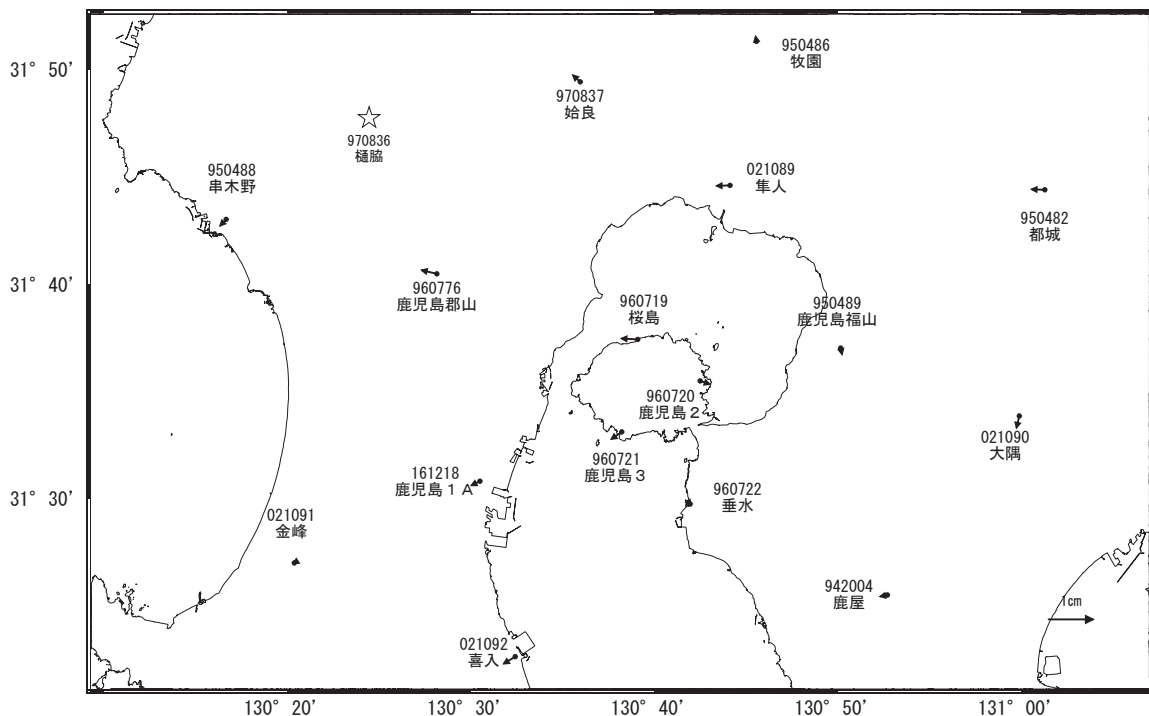 950486
牧園
31° 50'
970837
姶良
970836
樋脇
950488
串木野
021089
隼人
950482
都城
31° 40'
960776
鹿児島郡山
960719
桜島
950489
鹿児島福山
960720
鹿児島2
021090
大隅
960721
鹿児島3
161218
鹿児島1A
31° 30'
960722
垂水
021091
金峰
942004
鹿屋
1cm
021092
喜入
130° 20'
130° 30'
130° 40'
130° 50'
131° 00'